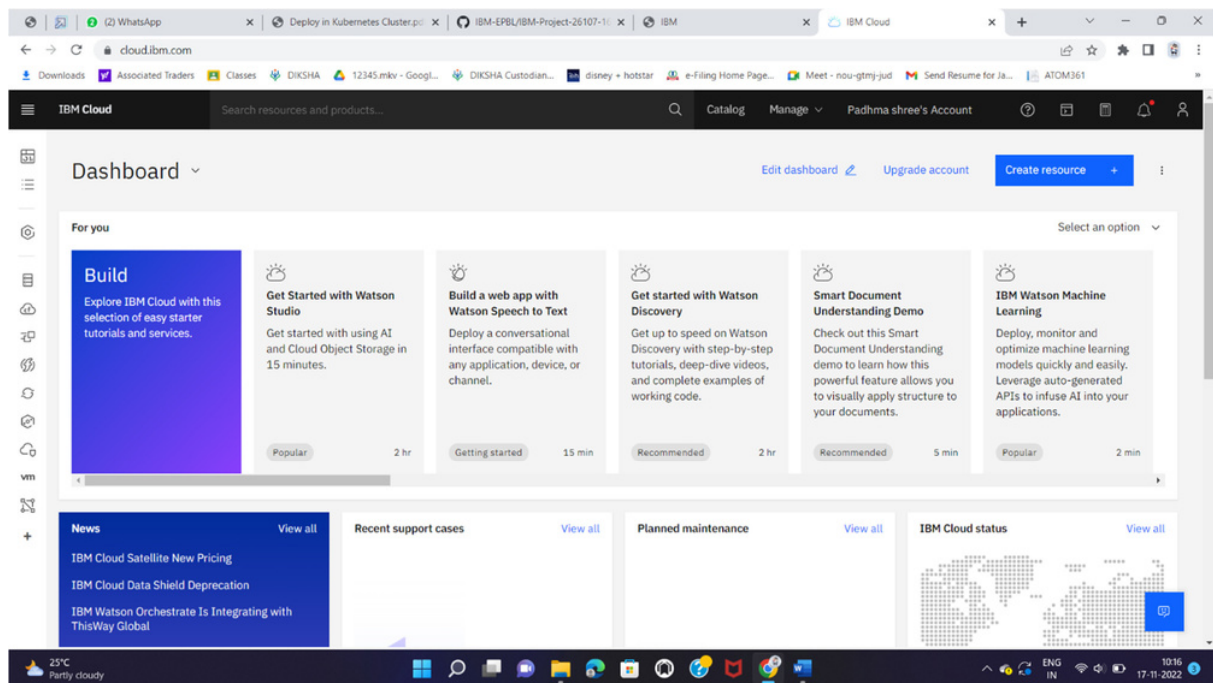 (2) WhatsApp
Deploy in Kubernetes Cluster.pd
IBM-EPBL/IBM-Project-26107-16
IBM
IBM Cloud
cloud.ibm.com
Downloads
Associated Traders
Classes
DIKSHA
12345.mkv - Googl...
DIKSHA Custodian...
disney + hotstar
e-Filing Home Page...
Meet - nou-gtmj-jud
Send Resume for Ja...
ATOM361
IBM Cloud
Search resources and products...
Catalog
Manage
Padhma shree's Account
Dashboard
Edit dashboard
Upgrade account
Create resource +
For you
Select an option
Build
Explore IBM Cloud with this
selection of easy starter
tutorials and services.
Get Started with Watson
Studio
Get started with using AI
and Cloud Object Storage in
15 minutes.
Popular
2 hr
Build a web app with
Watson Speech to Text
Deploy a conversational
interface compatible with
any application, device, or
channel.
Getting started
15 min
Get started with Watson
Discovery
Get up to speed on Watson
Discovery with step-by-step
tutorials, deep-dive videos,
and complete examples of
working code.
Recommended
2 hr
Smart Document
Understanding Demo
Check out this Smart
Document Understanding
demo to learn how this
powerful feature allows you
to visually apply structure to
your documents.
Recommended
5 min
IBM Watson Machine
Learning
Deploy, monitor and
optimize machine learning
models quickly and easily.
Leverage auto-generated
APIs to infuse AI into your
applications.
Popular
2 min
vm
News
View all
IBM Cloud Satellite New Pricing
IBM Cloud Data Shield Deprecation
IBM Watson Orchestrate Is Integrating with
ThisWay Global
Recent support cases
View all
Planned maintenance
View all
IBM Cloud status
View all
25°C
Partly cloudy
ENG
IN
10:16
17-11-2022
3